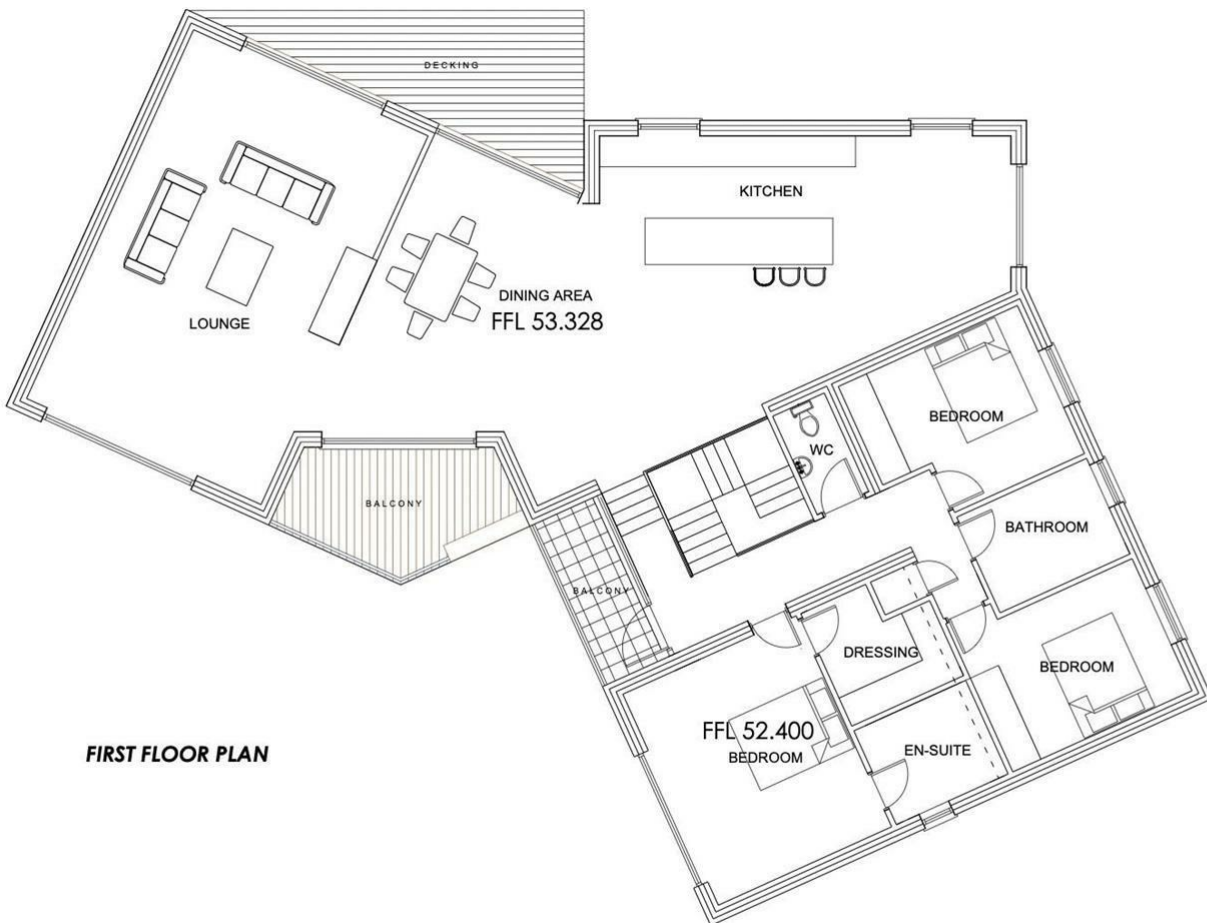 DECKING
KITCHEN
DINING AREA
FFL 53.328
LOUNGE
BEDROOM
WC
BALCONY
BATHROOM
BALCONY
DRESSING
BEDROOM
FFL 52.400
BEDROOM
EN-SUITE
FIRST FLOOR PLAN